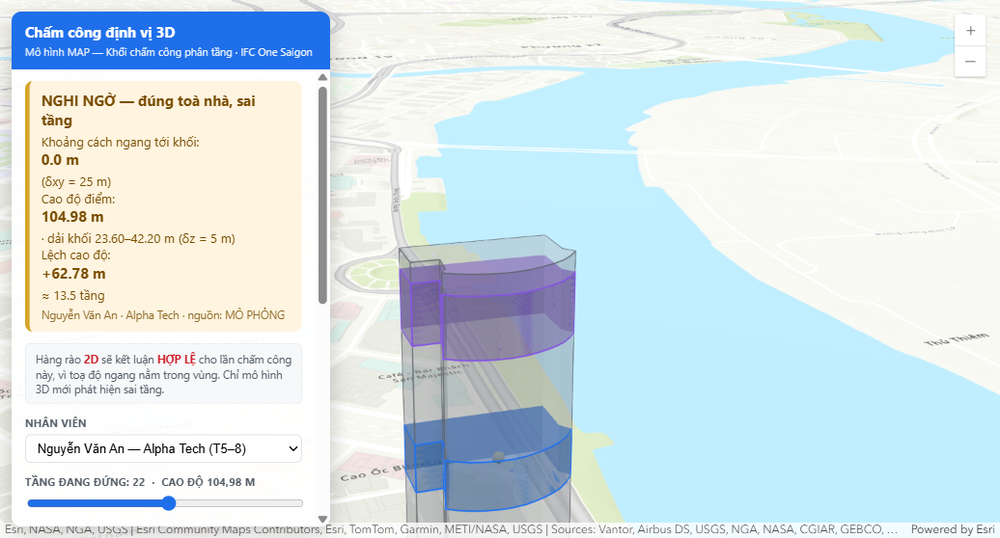 Chấm công định vị 3D
Mô hình MAP — Khối chấm công phân tầng · IFC One Saigon
NGHI NGỜ — đúng toà nhà, sai
tầng
Khoảng cách ngang tới khối:
0.0 m
(δxy = 25 m)
Cao độ điểm:
104.98 m
· dải khối 23.60–42.20 m (δz = 5 m)
Lệch cao độ:
+62.78 m
≈ 13.5 tầng
Nguyễn Văn An · Alpha Tech · nguồn: MÔ PHỎNG
Hàng rào 2D sẽ kết luận HỢP LỆ cho lần chấm công
này, vì toạ độ ngang nằm trong vùng. Chỉ mô hình
3D mới phát hiện sai tầng.
NHÂN VIÊN
Nguyễn Văn An — Alpha Tech (T5–8)
TẦNG ĐANG ĐỨNG: 22 · CAO ĐỘ 104,98 M
+
−
Thủ Thiêm
Café - Bar Bách
San Majestic
Cao Ốc
Esri, NASA, NGA, USGS | Esri Community Maps Contributors, Esri, TomTom, Garmin, METI/NASA, USGS | Sources: Vantor, Airbus DS, USGS, NGA, NASA, CGIAR, GEBCO, ...
Powered by Esri